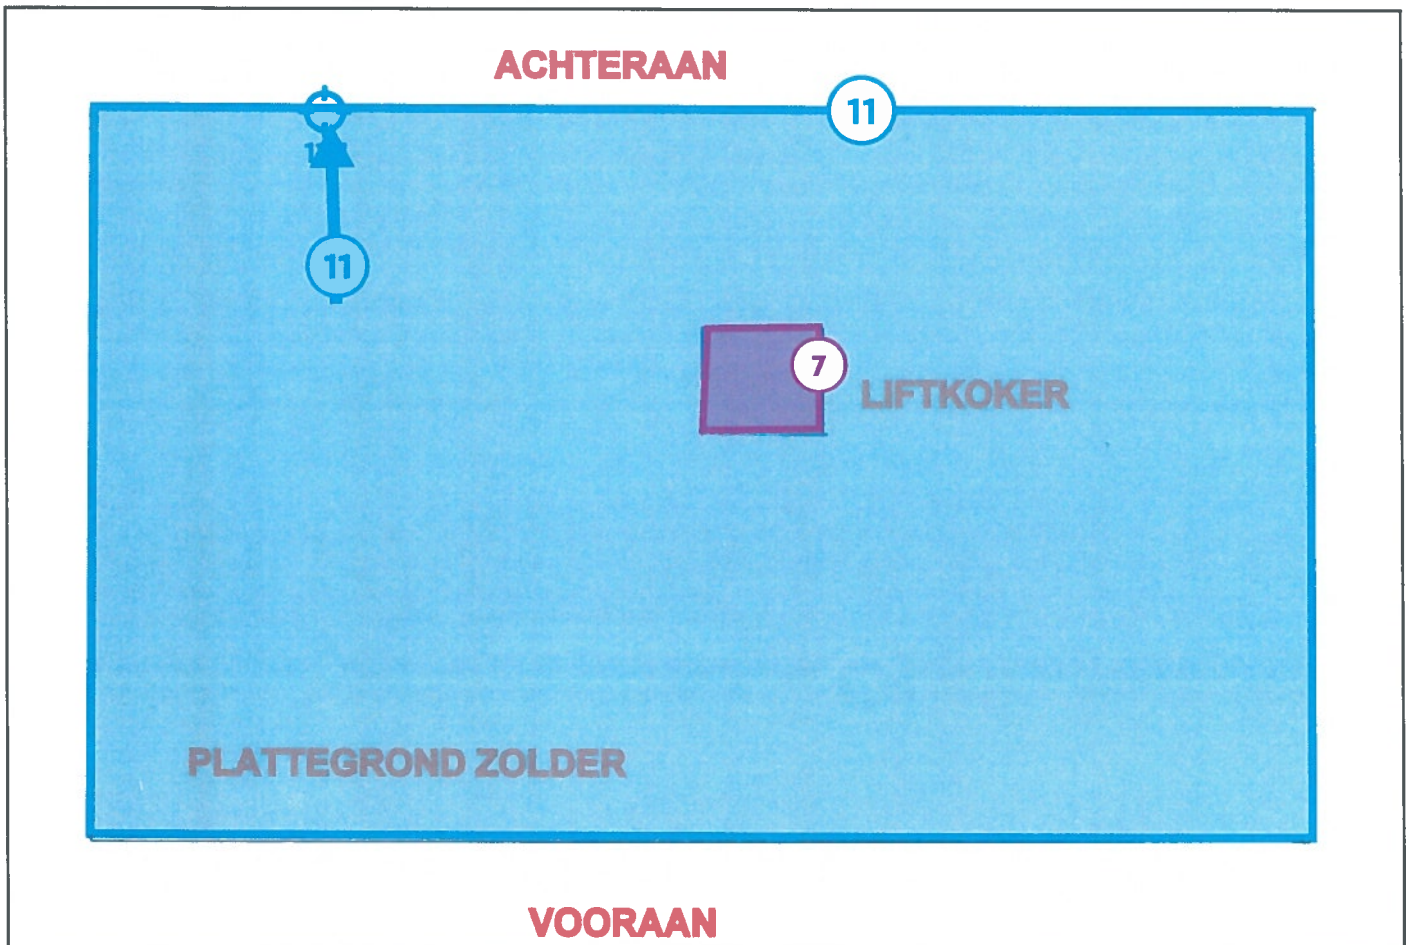 ACHTERAAN
11
11
7
LIFTKOKER
PLATTEGROND ZOLDER
VOORAAN